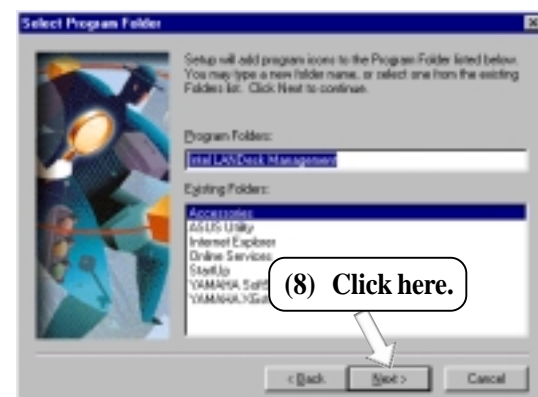 Select Program Folder
Setup will add program icons to the Program Folder listed below.
You may type a new folder name, or select one from the existing
Folders list. Click Next to continue.
Program Folders:
Intel LANDesk Management
Existing Folders:
Accessories
ASUS Utility
Internet Explorer
Online Services
StartUp
YAMAHA
YAMAHA
(8) Click here.
< Back
Next >
Cancel